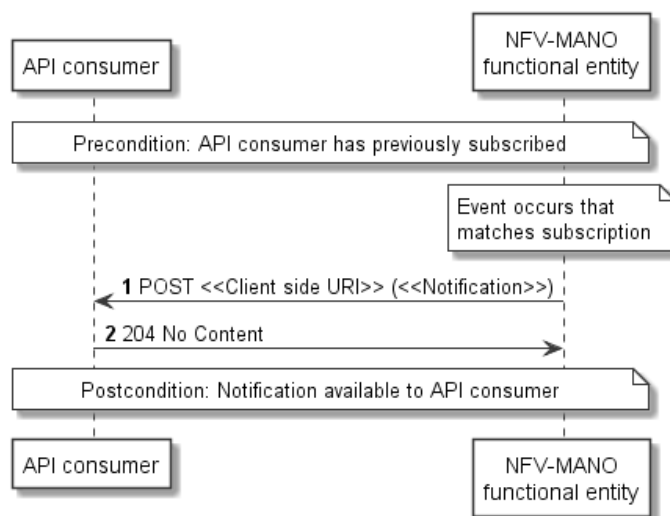 API consumer
NFV-MANO
functional entity
Precondition: API consumer has previously subscribed
Event occurs that
matches subscription
1 POST <<Client side URI>> (<<Notification>>)
2 204 No Content
Postcondition: Notification available to API consumer
API consumer
NFV-MANO
functional entity